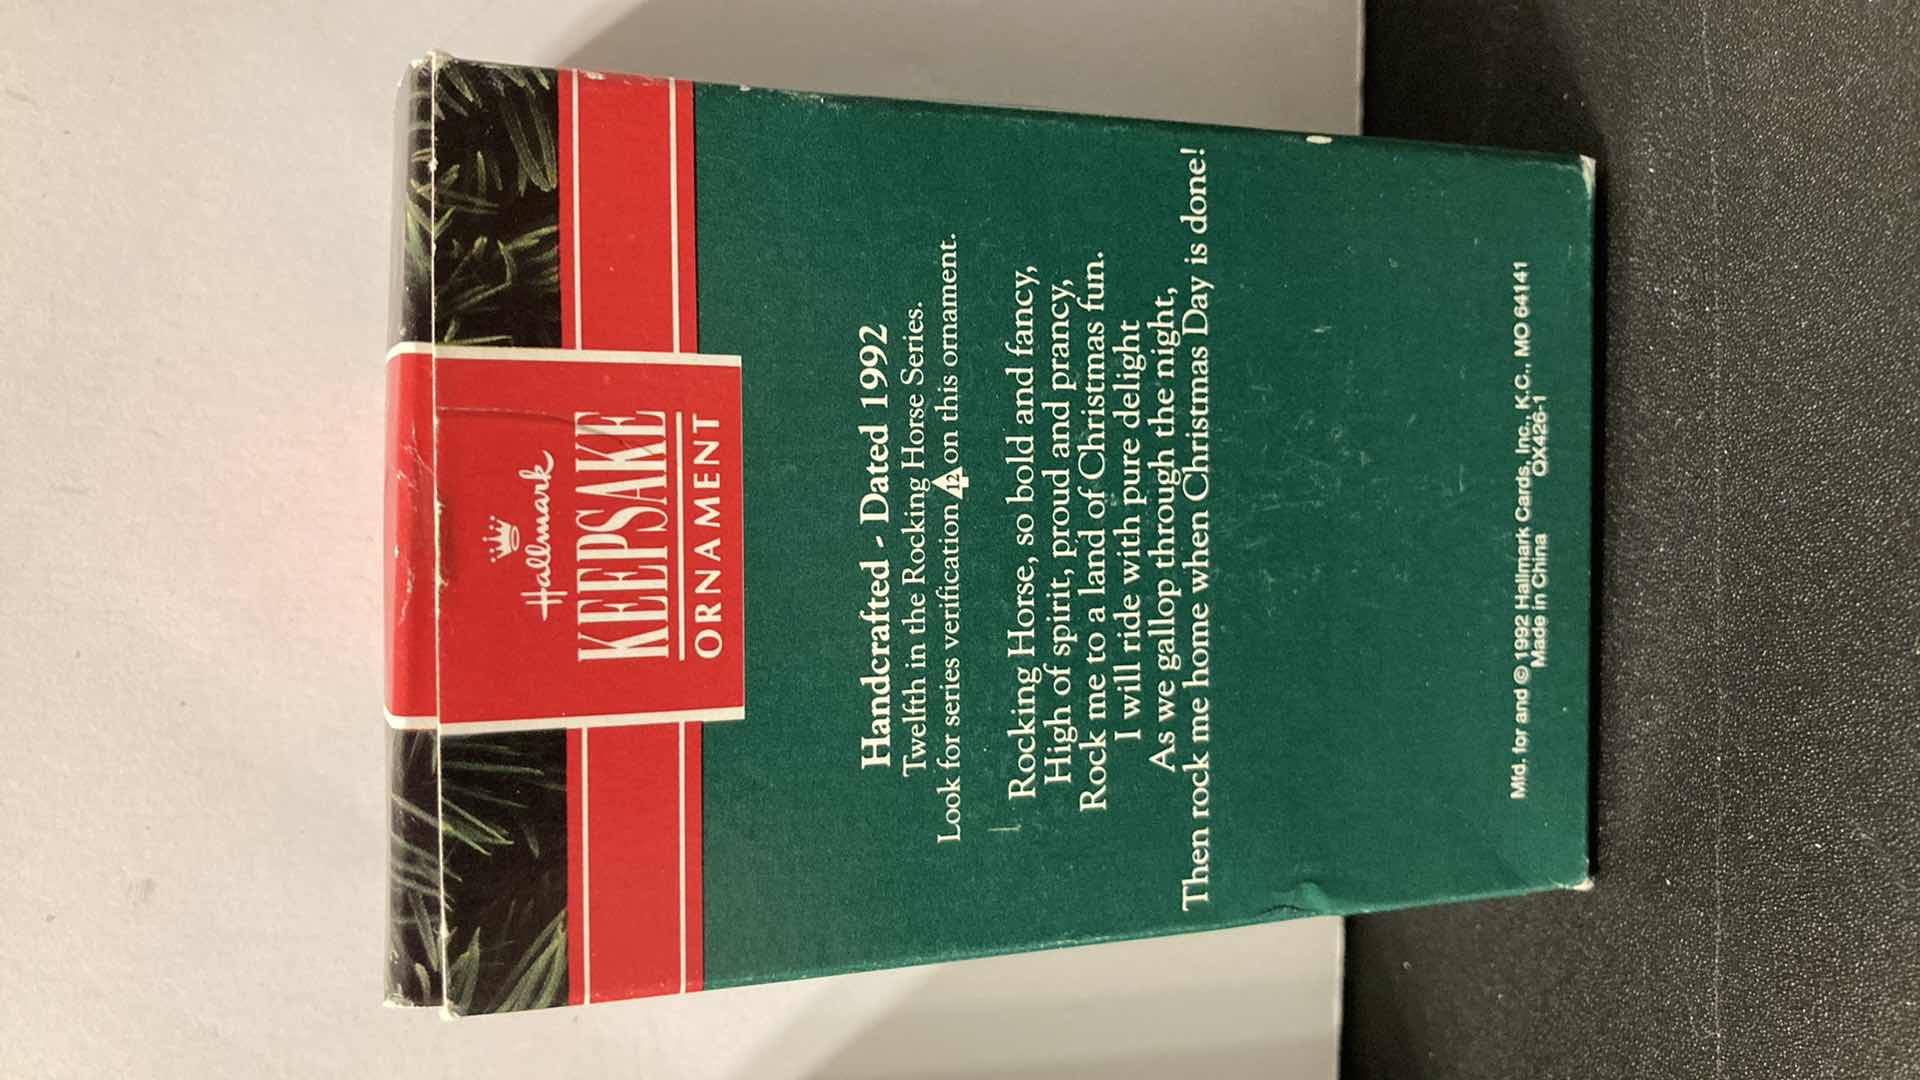 Hallmark
KEEPSAKE
ORNAMENT
Handcrafted - Dated 1992
Twelfth in the Rocking Horse Series.
Look for series verification 12 on this ornament.
Rocking Horse, so bold and fancy,
High of spirit, proud and prancy,
Rock me to a land of Christmas fun.
I will ride with pure delight
As we gallop through the night,
Then rock me home when Christmas Day is done!
Mfd. for and © 1992 Hallmark Cards, Inc., K.C., MO 64141
Made in China QX426-1